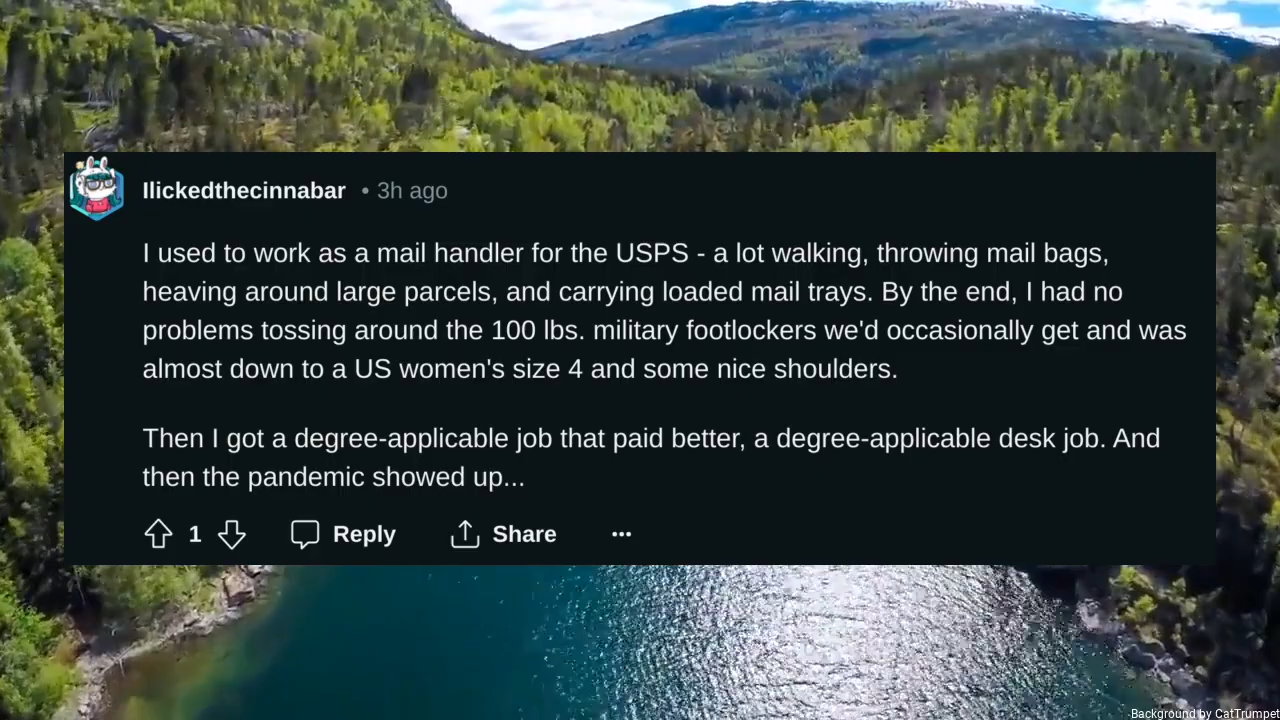 Ilickedthecinnabar • 3h ago
I used to work as a mail handler for the USPS - a lot walking, throwing mail bags,
heaving around large parcels, and carrying loaded mail trays. By the end, I had no
problems tossing around the 100 lbs. military footlockers we'd occasionally get and was
almost down to a US women's size 4 and some nice shoulders.
Then I got a degree-applicable job that paid better, a degree-applicable desk job. And
then the pandemic showed up...
1 Reply Share ...
Background by CatTrumpet